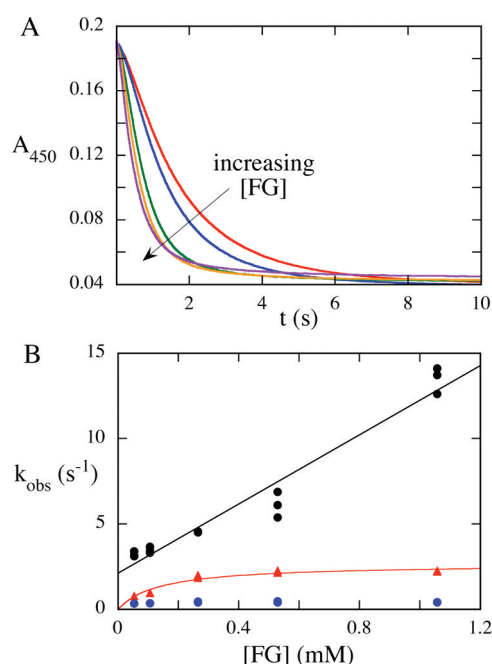 A
0.2
0.16
A450
0.12
0.08
0.04
increasing
[FG]
2 4 6 8 10
t (s)
B
15
10
kobs (s-1)
5
0
0 0.4 0.8 1.2
[FG] (mM)